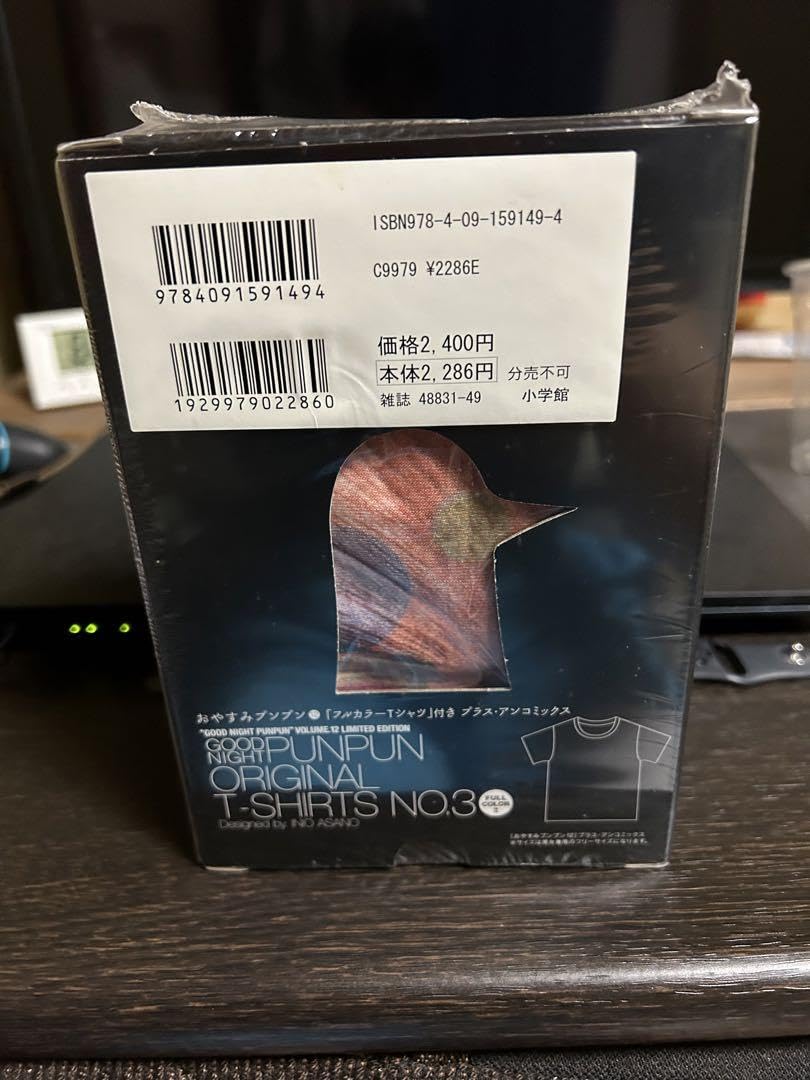 ISBN978-4-09-159149-4
9784091591494
C9979 ¥2286E
価格2,400円
本体2,286円 分売不可
1929979022860
雑誌 48831-49 小学館
おやすみプンプン⑫「フルカラーTシャツ」付き プラス・アンコミックス
"GOOD NIGHT PUNPUN" VOLUME.12 LIMITED EDITION
GOOD NIGHT PUNPUN
ORIGINAL
T-SHIRTS NO.3
FULL
COLOR
Designed by INIO ASANO